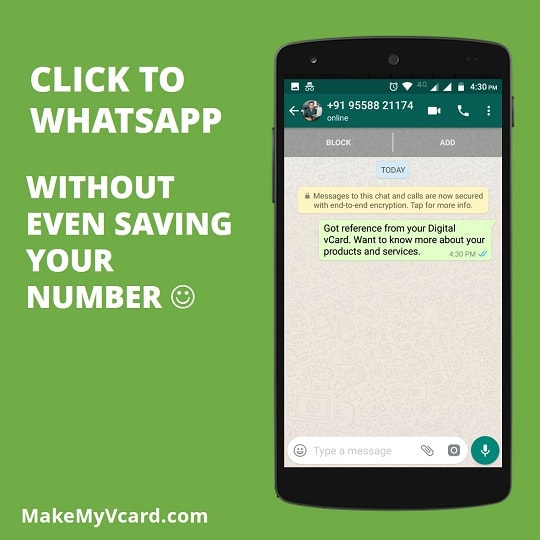 CLICK TO
WHATSAPP
WITHOUT
EVEN SAVING
YOUR
NUMBER ☺
MakeMyVcard.com
4G
4:30 PM
+91 95588 21174
online
BLOCK
ADD
TODAY
Messages to this chat and calls are now secured
with end-to-end encryption. Tap for more info.
Got reference from your Digital
vCard. Want to know more about your
products and services.
4:30 PM
Type a message